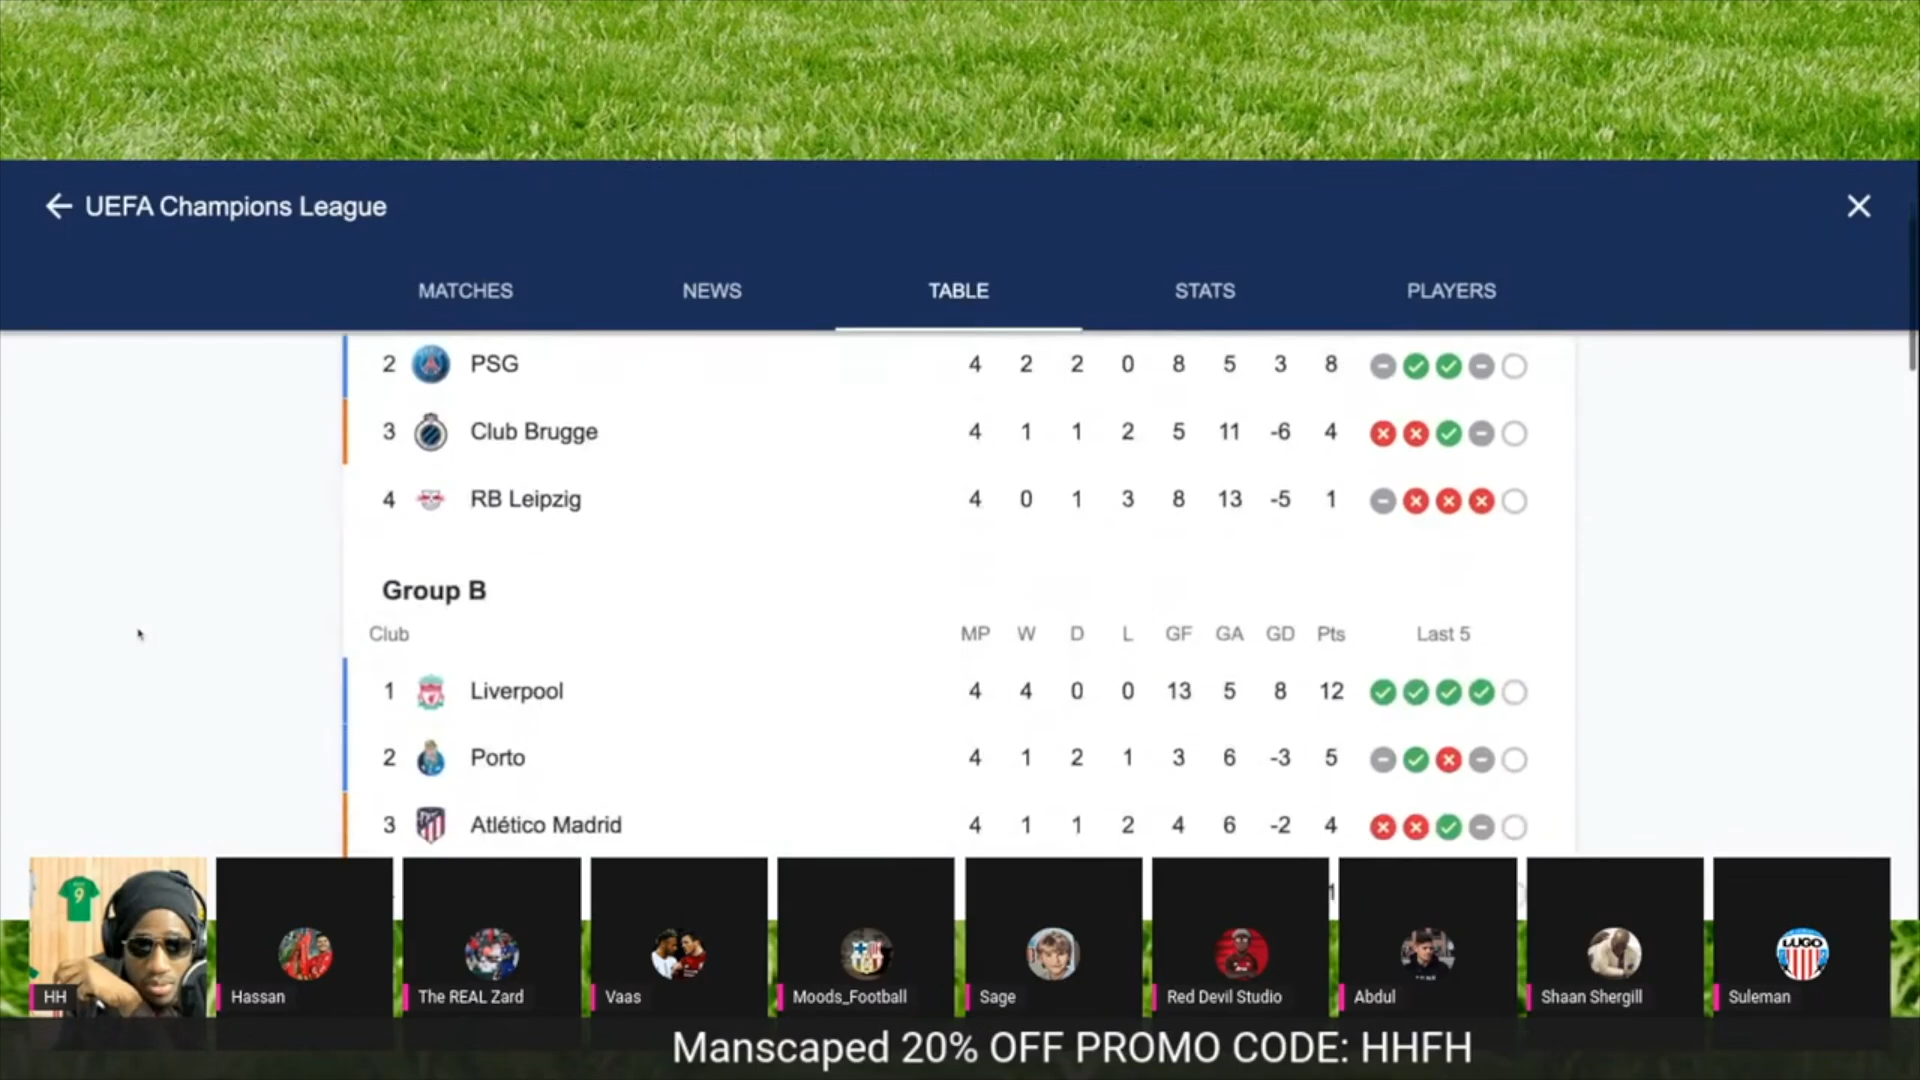 UEFA Champions League
MATCHES NEWS TABLE STATS PLAYERS
2 PSG 4 2 2 0 8 5 3 8
3 Club Brugge 4 1 1 2 5 11 -6 4
4 RB Leipzig 4 0 1 3 8 13 -5 1
Group B
Club MP W D L GF GA GD Pts Last 5
1 Liverpool 4 4 0 0 13 5 8 12
2 Porto 4 1 2 1 3 6 -3 5
3 Atlético Madrid 4 1 1 2 4 6 -2 4
9
LUGO
HH Hassan The REAL Zard Vaas Moods_Football Sage Red Devil Studio Abdul Shaan Shergill Suleman
Manscaped 20% OFF PROMO CODE: HHFH